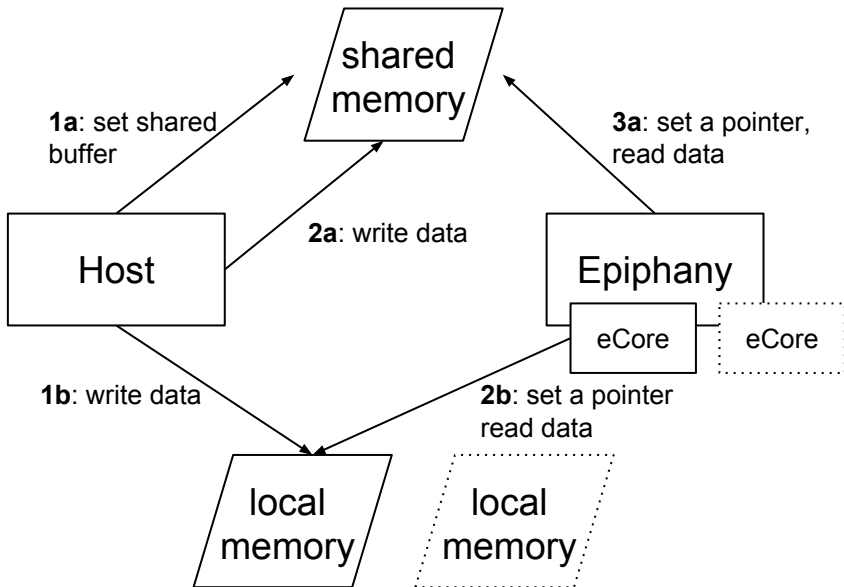 shared
memory
1a: set shared
buffer
3a: set a pointer,
read data
2a: write data
Host
Epiphany
eCore
eCore
1b: write data
2b: set a pointer
read data
local
memory
local
memory